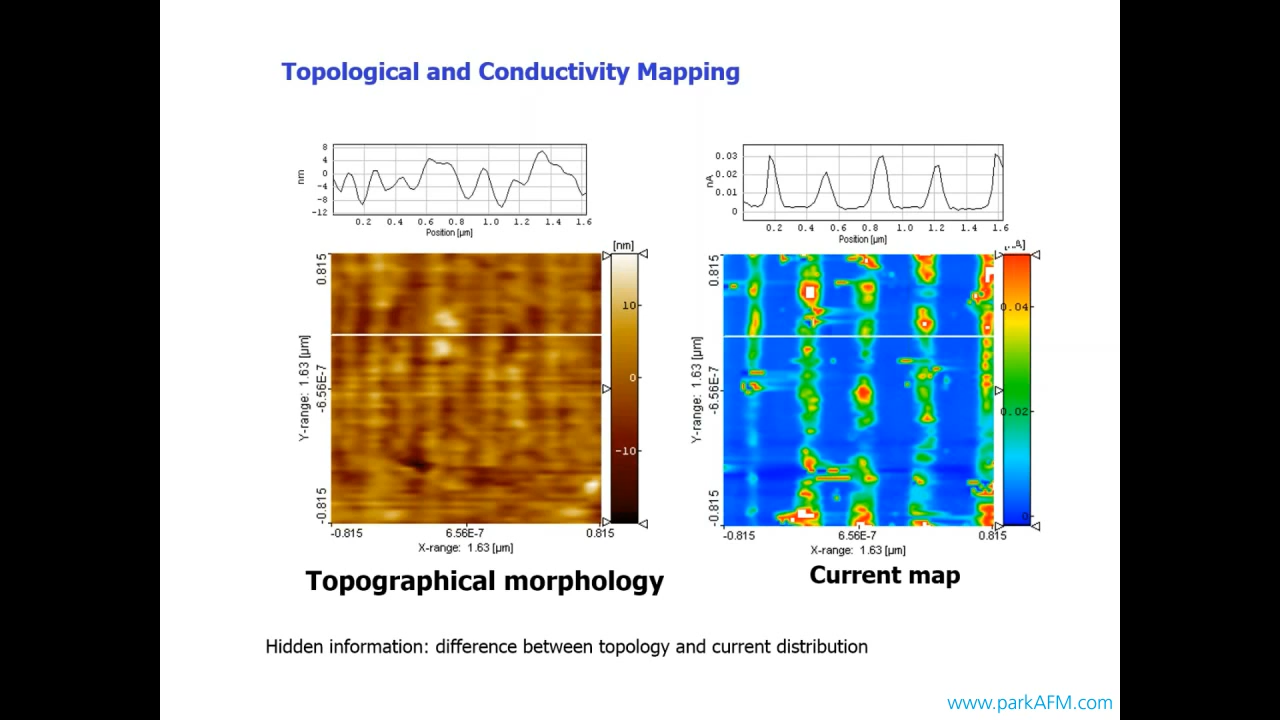 Topological and Conductivity Mapping
8
4
0
-4
-8
-12
nm
0.2 0.4 0.6 0.8 1.0 1.2 1.4 1.6
Position [µm]
0.03
0.02
0.01
0
nA
0.2 0.4 0.6 0.8 1.0 1.2 1.4 1.6
Position [µm]
[nm]
10
0
-10
0.815
-6.56E-7
-0.815
Y-range: 1.63 [µm]
-0.815 6.56E-7 0.815
X-range: 1.63 [µm]
0.04
0.02
0
0.815
-6.56E-7
-0.815
Y-range: 1.63 [µm]
-0.815 6.56E-7 0.815
X-range: 1.63 [µm]
Topographical morphology
Current map
Hidden information: difference between topology and current distribution
www.parkAFM.com